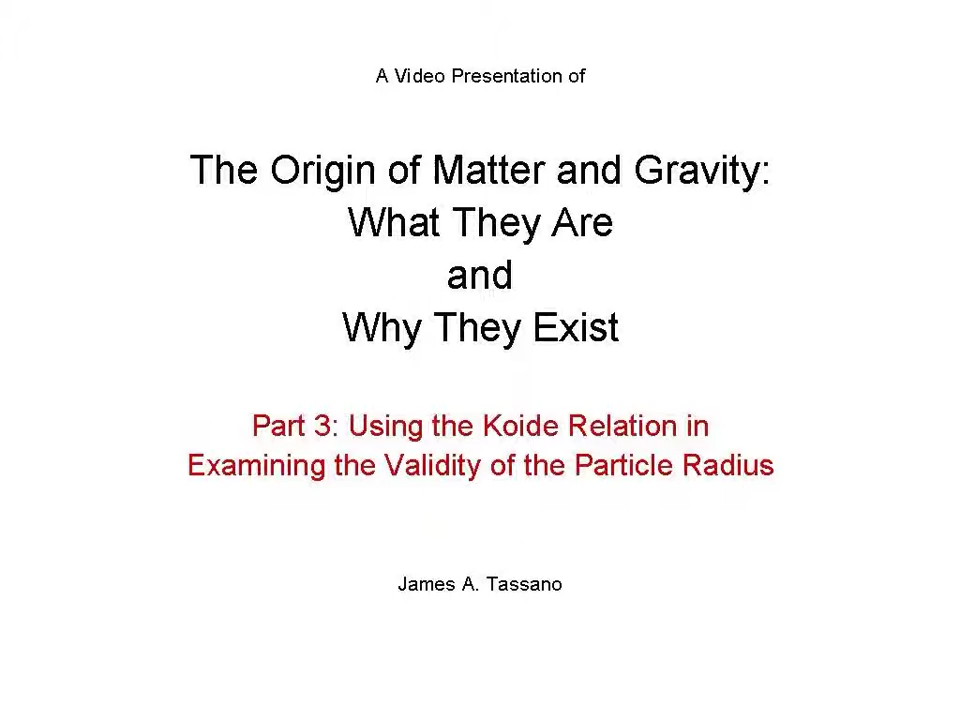 A Video Presentation of
The Origin of Matter and Gravity:
What They Are
and
Why They Exist
Part 3: Using the Koide Relation in
Examining the Validity of the Particle Radius
James A. Tassano